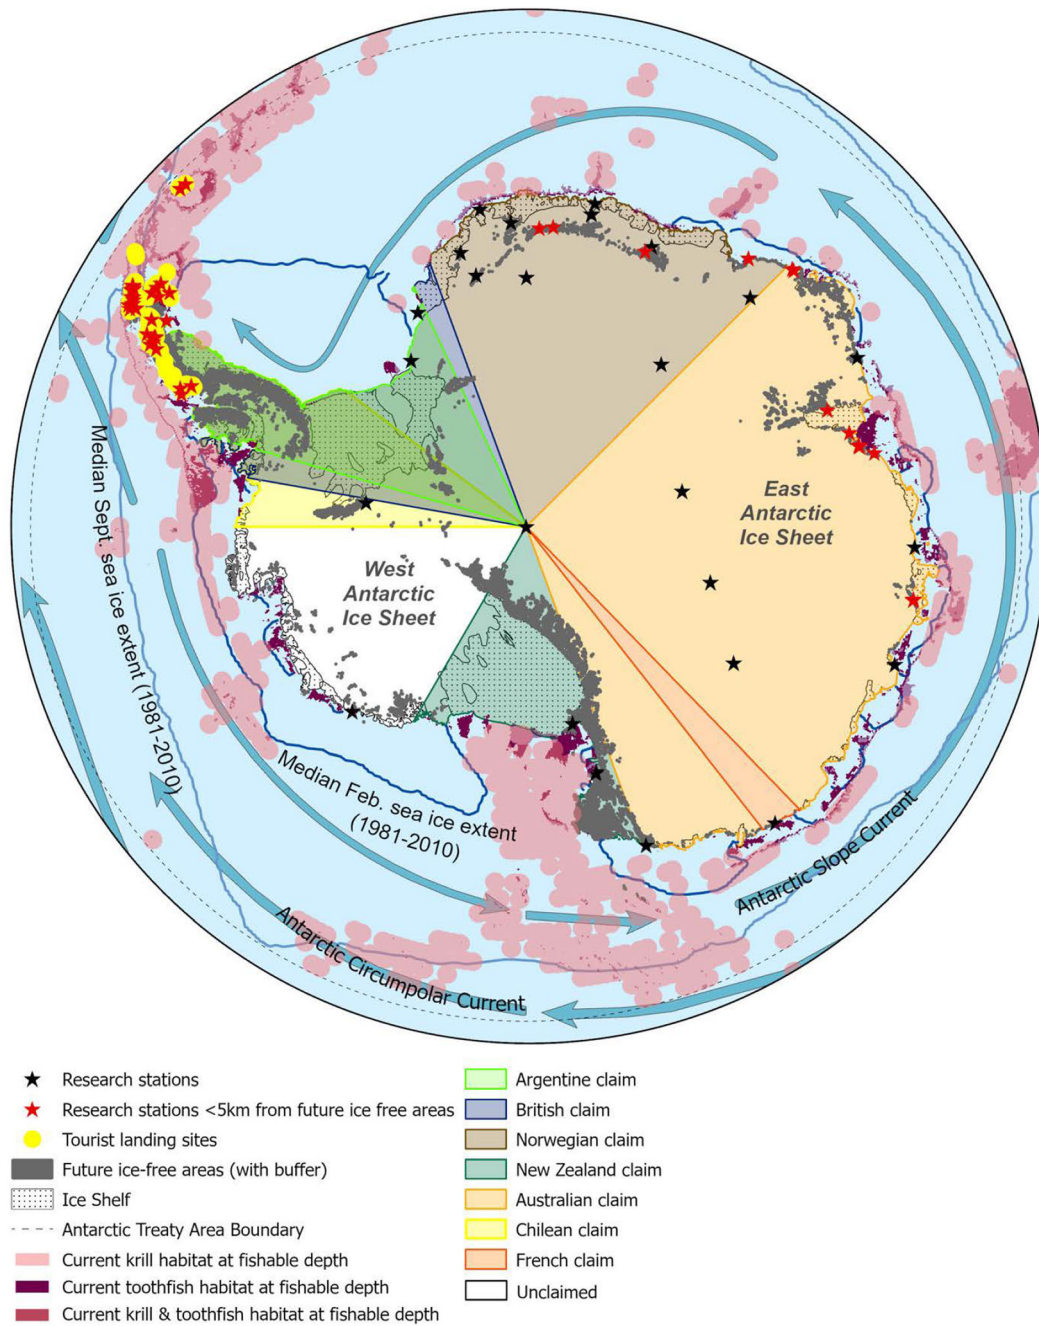 East
Antarctic
Ice Sheet
West
Antarctic
Ice Sheet
Median Sept. sea ice extent (1981-2010)
Median Feb. sea ice extent
(1981-2010)
Antarctic Slope Current
Antarctic Circumpolar Current
Research stations
Research stations <5km from future ice free areas
Tourist landing sites
Future ice-free areas (with buffer)
Ice Shelf
Antarctic Treaty Area Boundary
Current krill habitat at fishable depth
Current toothfish habitat at fishable depth
Current krill & toothfish habitat at fishable depth
Argentine claim
British claim
Norwegian claim
New Zealand claim
Australian claim
Chilean claim
French claim
Unclaimed